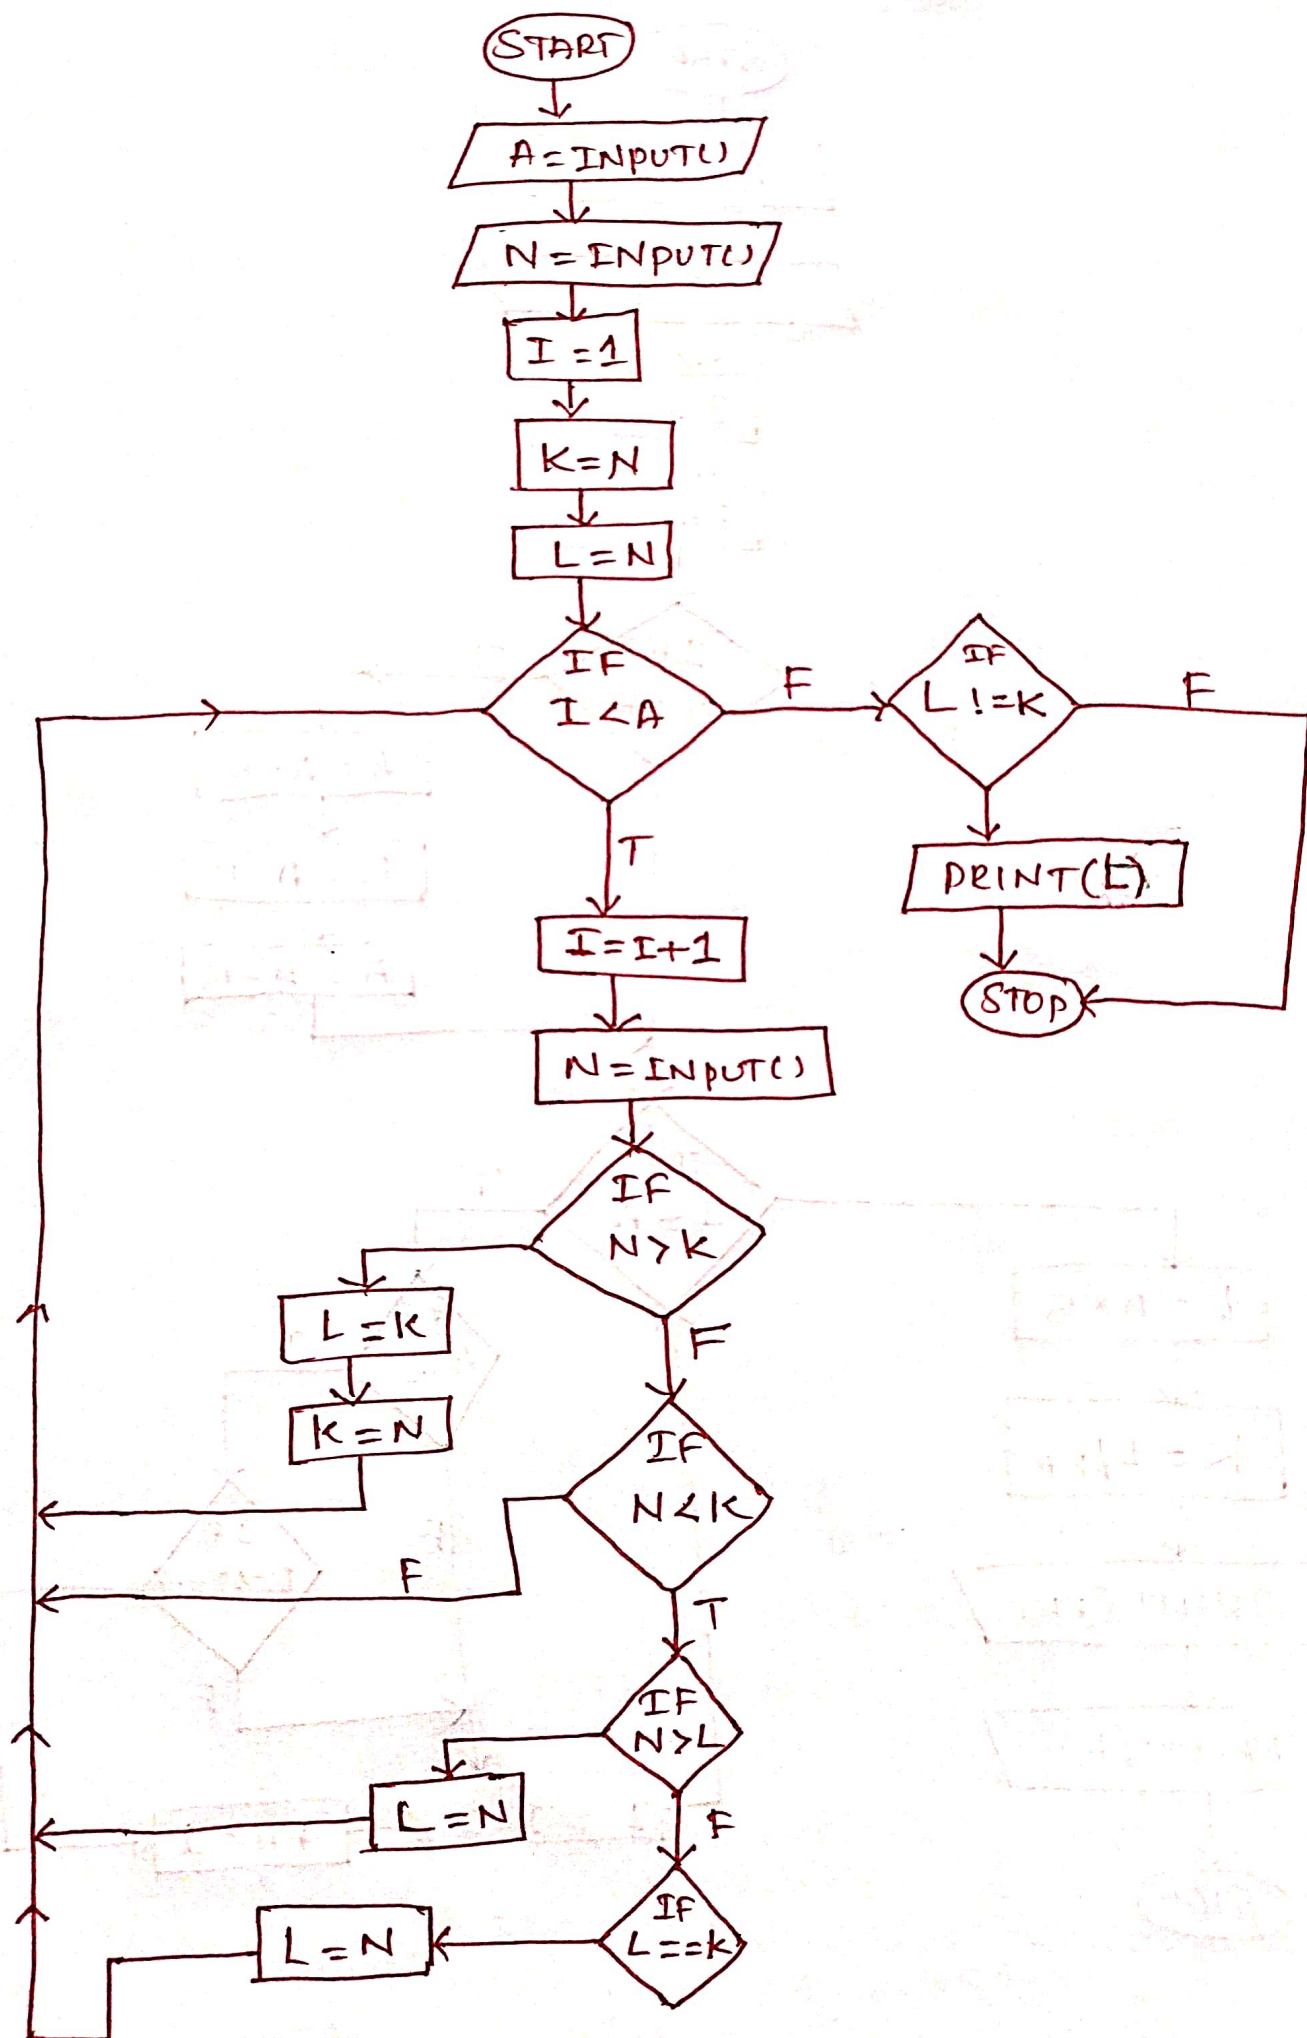 START
A=INPUT()
N=INPUT()
I=1
K=N
L=N
IF
I<A
F
IF
L!=K
F
T
PRINT(L)
I=I+1
STOP
N=INPUT()
IF
N>K
L=K
F
K=N
IF
N<K
F
T
IF
N>L
L=N
F
IF
L==K
L=N